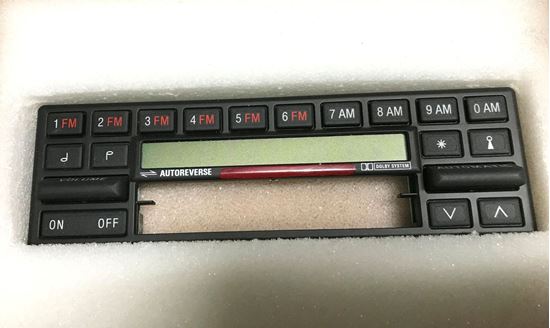 1 FM 2 FM 3 FM 4 FM 5 FM 6 FM 7 AM 8 AM 9 AM 0 AM
AUTOREVERSE DOLBY SYSTEM
VOLUME
ON OFF